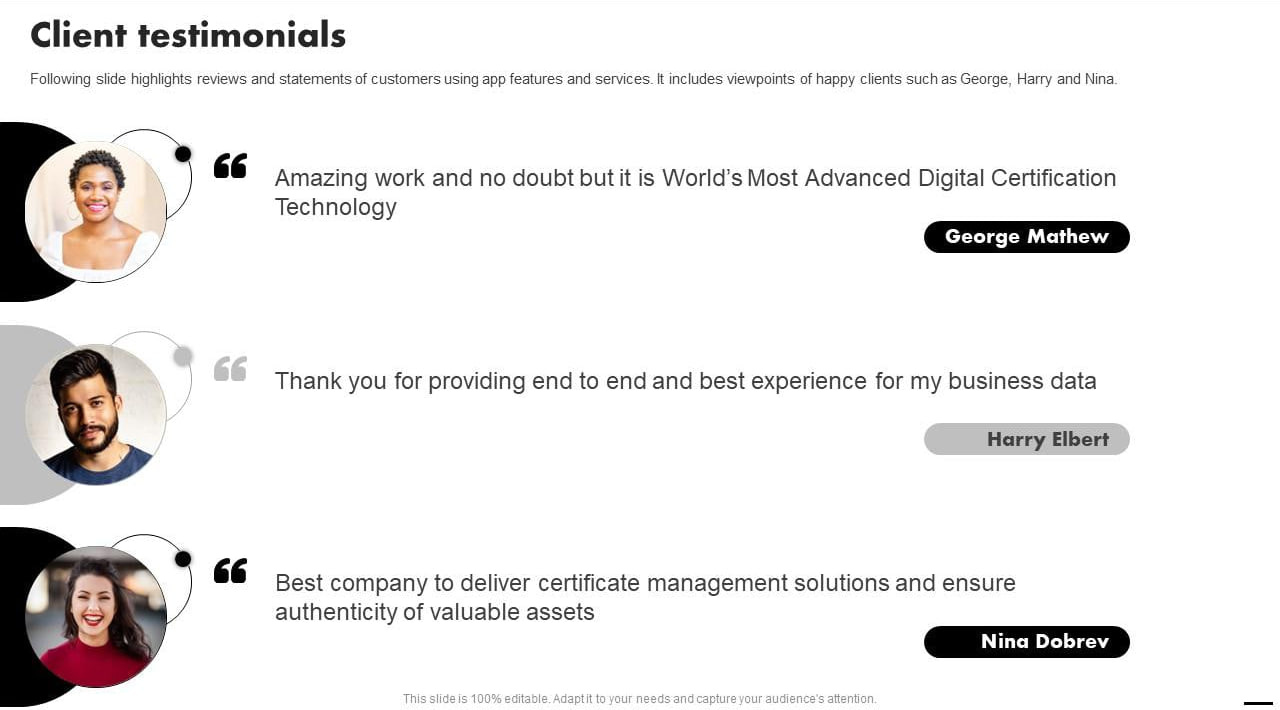 Client testimonials
Following slide highlights reviews and statements of customers using app features and services. It includes viewpoints of happy clients such as George, Harry and Nina.
“
Amazing work and no doubt but it is World’s Most Advanced Digital Certification
Technology
George Mathew
“
Thank you for providing end to end and best experience for my business data
Harry Elbert
“
Best company to deliver certificate management solutions and ensure
authenticity of valuable assets
Nina Dobrev
This slide is 100% editable. Adapt it to your needs and capture your audience's attention.